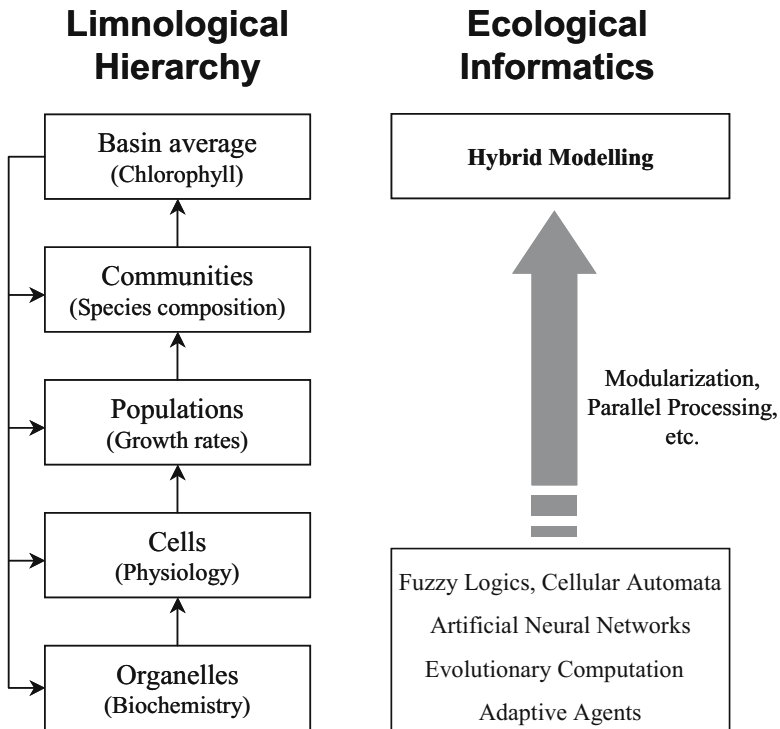 Limnological
Hierarchy
Basin average
(Chlorophyll)
Communities
(Species composition)
Populations
(Growth rates)
Cells
(Physiology)
Organelles
(Biochemistry)
Ecological
Informatics
Hybrid Modelling
Modularization,
Parallel Processing,
etc.
Fuzzy Logics, Cellular Automata
Artificial Neural Networks
Evolutionary Computation
Adaptive Agents